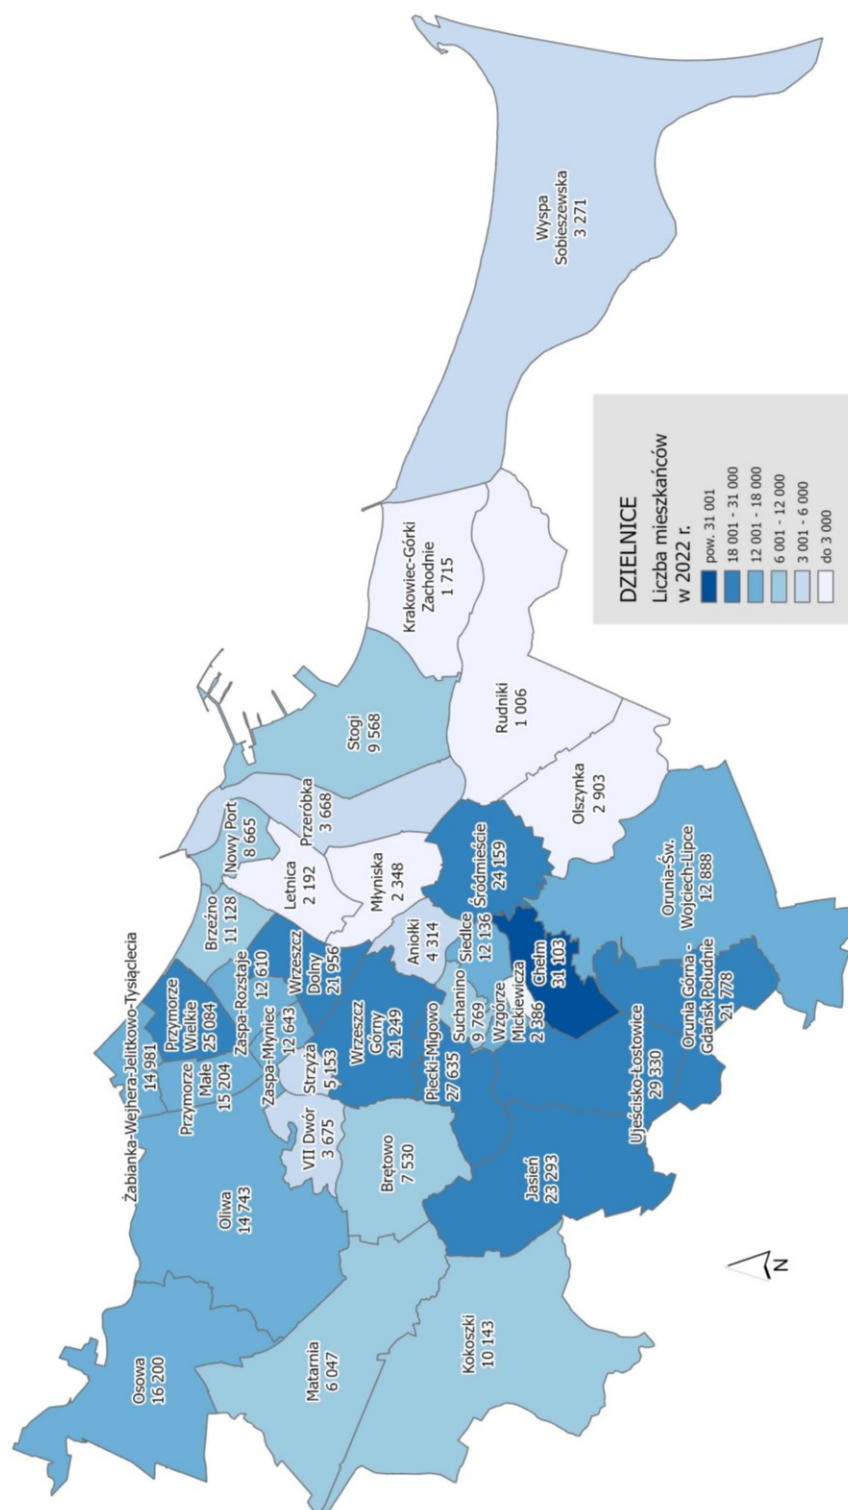 Osowa
16 200
Oliwa
14 743
Żabianka-Wejhera-Jelitkowo-Tysiąclecia
14 981
Przymorze
Wielkie
25 084
Przymorze
Małe
15 204
Brzeźno
11 128
Zaspa-Rozstaje
12 610
Zaspa-Młyniec
12 643
Nowy Port
8 665
Letnica
2 192
Przeróbka
3 668
Stogi
9 568
Krakowiec-Górki
Zachodnie
1 715
Wyspa
Sobieszewska
3 271
Matarnia
6 047
VII Dwór
3 675
Strzyża
5 153
Wrzeszcz
Dolny
21 956
Wrzeszcz
Górny
21 249
Młyniska
2 348
Brętowo
7 530
Aniołki
4 314
Kokoszki
10 143
Piecki-Migowo
27 635
Suchanino
9 769
Siedlce
12 136
Śródmieście
24 159
Rudniki
1 006
Wzgórze
Mickiewicza
2 386
Chełm
31 103
Jasień
23 293
Olszynka
2 903
Ujeścisko-Łostowice
29 330
Orunia Górna -
Gdańsk Południe
21 778
Orunia-Św.
Wojciech-Lipce
12 888
N
DZIELNICE
Liczba mieszkańców
w 2022 r.
pow. 31 001
18 001 - 31 000
12 001 - 18 000
6 001 - 12 000
3 001 - 6 000
do 3 000